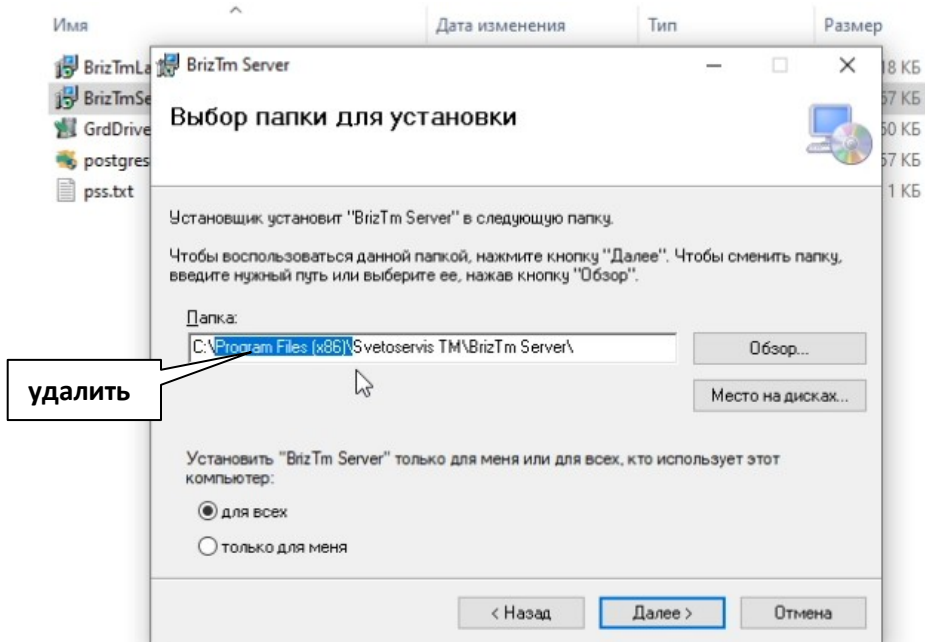 Имя Дата изменения Тип Размер
BrizTmLa BrizTm Server 18 КБ
BrizTmSe 57 КБ
Выбор папки для установки
GrdDrive 50 КБ
postgres 57 КБ
pss.txt 1 КБ
Установщик установит "BrizTm Server" в следующую папку.
Чтобы воспользоваться данной папкой, нажмите кнопку "Далее". Чтобы сменить папку,
введите нужный путь или выберите ее, нажав кнопку "Обзор".
Папка:
C:\Program Files (x86)\Svetoservis TM\BrizTm Server\
Обзор...
удалить
Место на дисках...
Установить "BrizTm Server" только для меня или для всех, кто использует этот
компьютер:
для всех
только для меня
< Назад Далее > Отмена